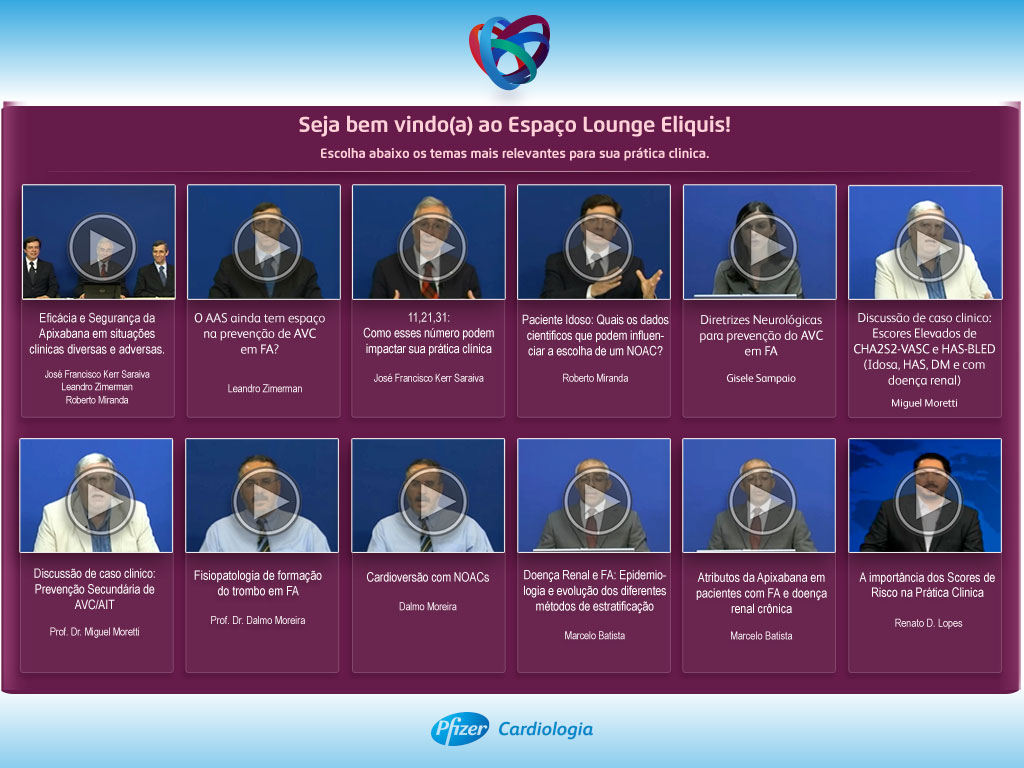 Seja bem vindo(a) ao Espaço Lounge Eliquis!
Escolha abaixo os temas mais relevantes para sua prática clinica.
Eficácia e Segurança da
Apixabana em situações
clinicas diversas e adversas.
José Francisco Kerr Saraiva
Leandro Zimerman
Roberto Miranda
O AAS ainda tem espaço
na prevenção de AVC
em FA?
Leandro Zimerman
11,21,31:
Como esses número podem
impactar sua prática clínica
José Francisco Kerr Saraiva
Paciente Idoso: Quais os dados
cientificos que podem influen-
ciar a escolha de um NOAC?
Roberto Miranda
Diretrizes Neurológicas
para prevenção do AVC
em FA
Gisele Sampaio
Discussão de caso clinico:
Escores Elevados de
CHA2S2-VASC e HAS-BLED
(Idosa, HAS, DM e com
doença renal)
Miguel Moretti
Discussão de caso clinico:
Prevenção Secundária de
AVC/AIT
Prof. Dr. Miguel Moretti
Fisiopatologia de formação
do trombo em FA
Prof. Dr. Dalmo Moreira
Cardioversão com NOACs
Dalmo Moreira
Doença Renal e FA: Epidemio-
logia e evolução dos diferentes
métodos de estratificação
Marcelo Batista
Atributos da Apixabana em
pacientes com FA e doença
renal crônica
Marcelo Batista
A importância dos Scores de
Risco na Prática Clinica
Renato D. Lopes
Pfizer Cardiologia